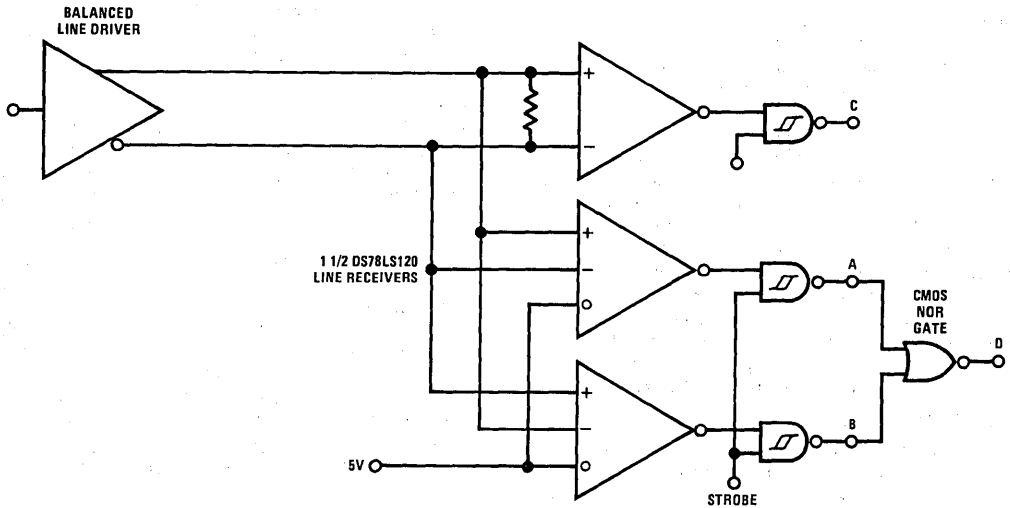 BALANCED
LINE DRIVER
+
−
C
1 1/2 DS78LS120
LINE RECEIVERS
+
−
A
CMOS
NOR
GATE
D
+
−
B
5V
STROBE